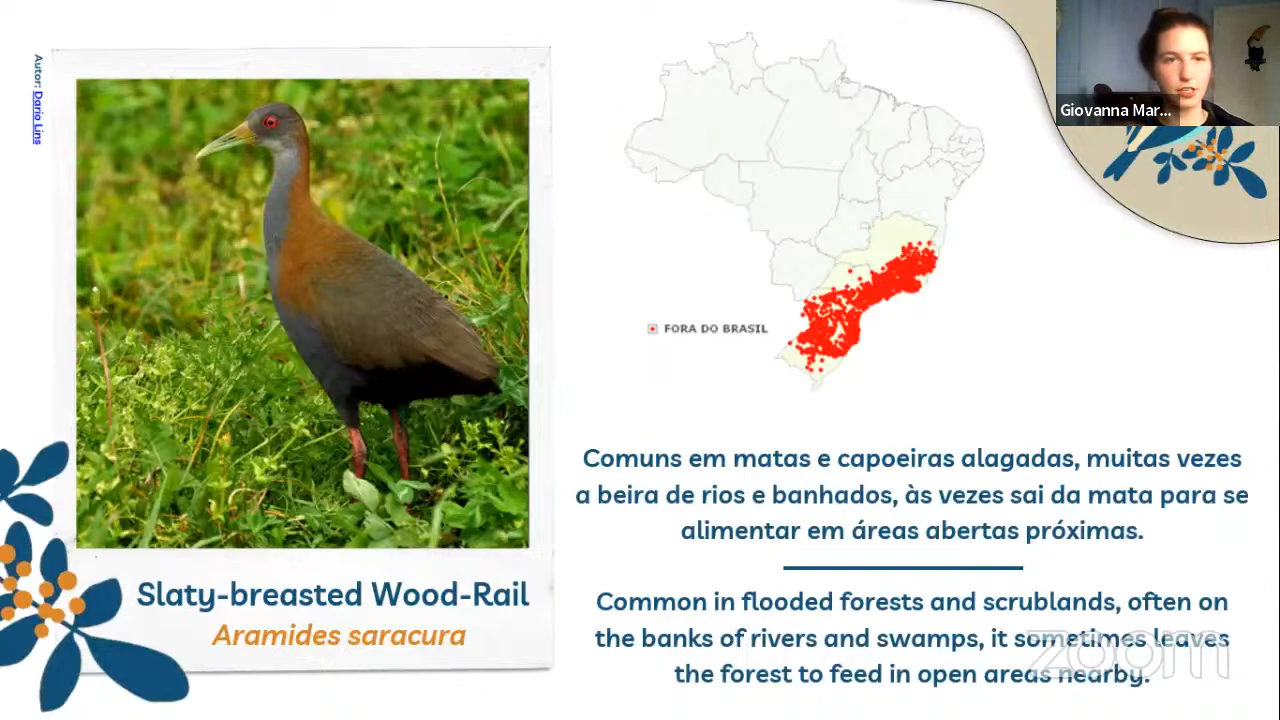 Autor: Dario Lins
Giovanna Mar...
FORA DO BRASIL
Comuns em matas e capoeiras alagadas, muitas vezes
a beira de rios e banhados, às vezes sai da mata para se
alimentar em áreas abertas próximas.
Slaty-breasted Wood-Rail
Aramides saracura
Common in flooded forests and scrublands, often on
the banks of rivers and swamps, it sometimes leaves
the forest to feed in open areas nearby.
zoom